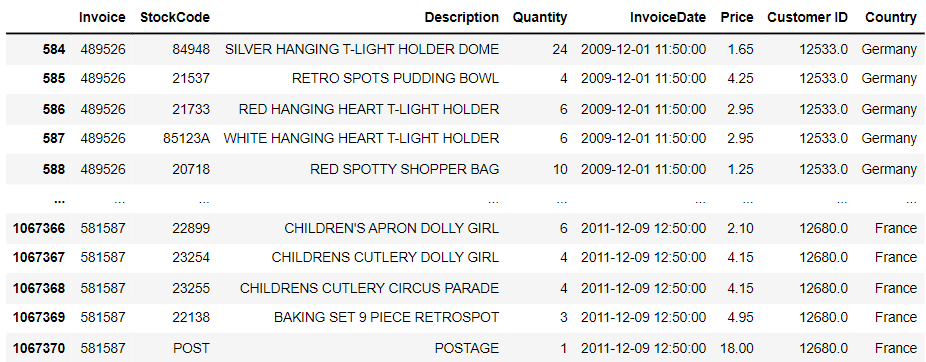 Invoice StockCode Description Quantity InvoiceDate Price Customer ID Country
584 489526 84948 SILVER HANGING T-LIGHT HOLDER DOME 24 2009-12-01 11:50:00 1.65 12533.0 Germany
585 489526 21537 RETRO SPOTS PUDDING BOWL 4 2009-12-01 11:50:00 4.25 12533.0 Germany
586 489526 21733 RED HANGING HEART T-LIGHT HOLDER 6 2009-12-01 11:50:00 2.95 12533.0 Germany
587 489526 85123A WHITE HANGING HEART T-LIGHT HOLDER 6 2009-12-01 11:50:00 2.95 12533.0 Germany
588 489526 20718 RED SPOTTY SHOPPER BAG 10 2009-12-01 11:50:00 1.25 12533.0 Germany
... ... ... ... ... ... ... ... ...
1067366 581587 22899 CHILDREN'S APRON DOLLY GIRL 6 2011-12-09 12:50:00 2.10 12680.0 France
1067367 581587 23254 CHILDRENS CUTLERY DOLLY GIRL 4 2011-12-09 12:50:00 4.15 12680.0 France
1067368 581587 23255 CHILDRENS CUTLERY CIRCUS PARADE 4 2011-12-09 12:50:00 4.15 12680.0 France
1067369 581587 22138 BAKING SET 9 PIECE RETROSPOT 3 2011-12-09 12:50:00 4.95 12680.0 France
1067370 581587 POST POSTAGE 1 2011-12-09 12:50:00 18.00 12680.0 France